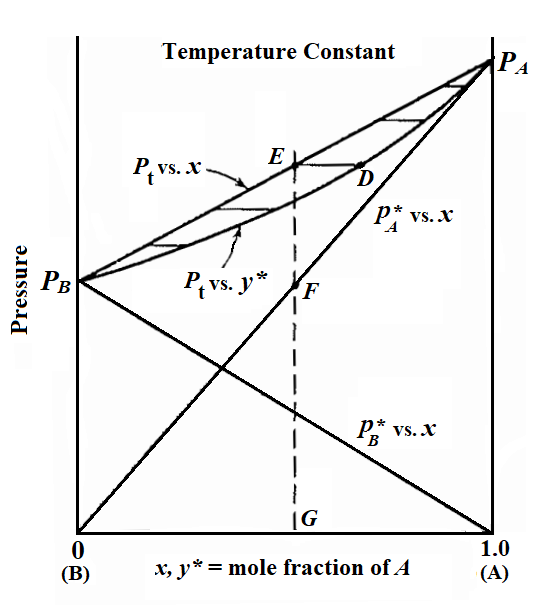 Temperature Constant
P_A
E
P_t vs. x
D
p_A* vs. x
P_B
P_t vs. y*
F
Pressure
p_B* vs. x
G
0
1.0
(B)
x, y* = mole fraction of A
(A)